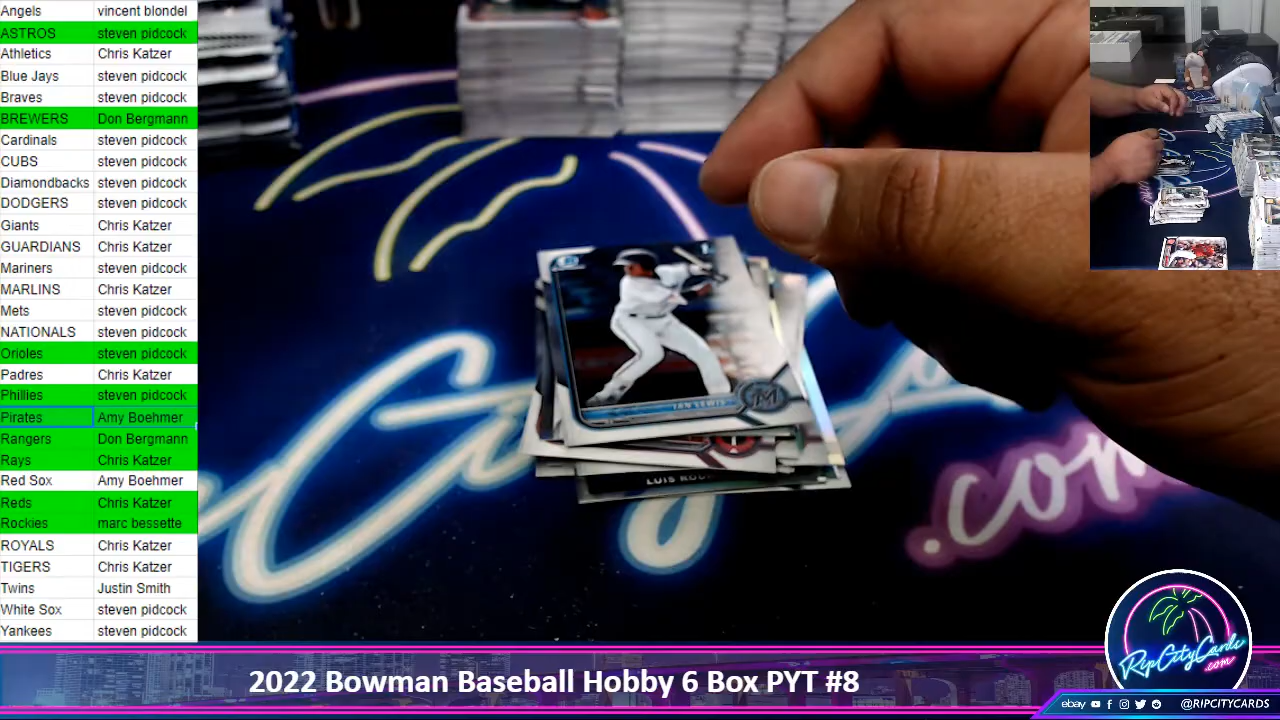 Angels vincent blondel
ASTROS steven pidcock
Athletics Chris Katzer
Blue Jays steven pidcock
Braves steven pidcock
BREWERS Don Bergmann
Cardinals steven pidcock
CUBS steven pidcock
Diamondbacks steven pidcock
DODGERS steven pidcock
Giants Chris Katzer
GUARDIANS Chris Katzer
Mariners steven pidcock
MARLINS Chris Katzer
Mets steven pidcock
NATIONALS steven pidcock
Orioles steven pidcock
Padres Chris Katzer
Phillies steven pidcock
Pirates Amy Boehmer
Rangers Don Bergmann
Rays Chris Katzer
Red Sox Amy Boehmer
Reds Chris Katzer
Rockies marc bessette
ROYALS Chris Katzer
TIGERS Chris Katzer
Twins Justin Smith
White Sox steven pidcock
Yankees steven pidcock
IAN LEWIS
LUIS
.com
RipCityCards
.com
2022 Bowman Baseball Hobby 6 Box PYT #8
ebay @RIPCITYCARDS